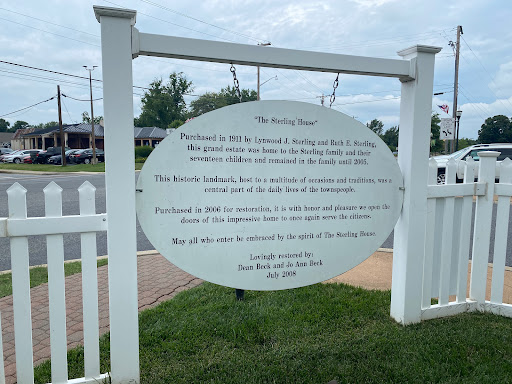 "The Sterling House"
Purchased in 1911 by Lynwood J. Sterling and Ruth E. Sterling,
this grand estate was home to the Sterling family and their
seventeen children and remained in the family until 2005.
This historic landmark, host to a multitude of occasions and traditions, was a
central part of the daily lives of the townspeople.
Purchased in 2006 for restoration, it is with honor and pleasure we open the
doors of this impressive home to once again serve the citizens.
May all who enter be embraced by the spirit of The Sterling House.
Lovingly restored by:
Dean Beck and Jo Ann Beck
July 2008